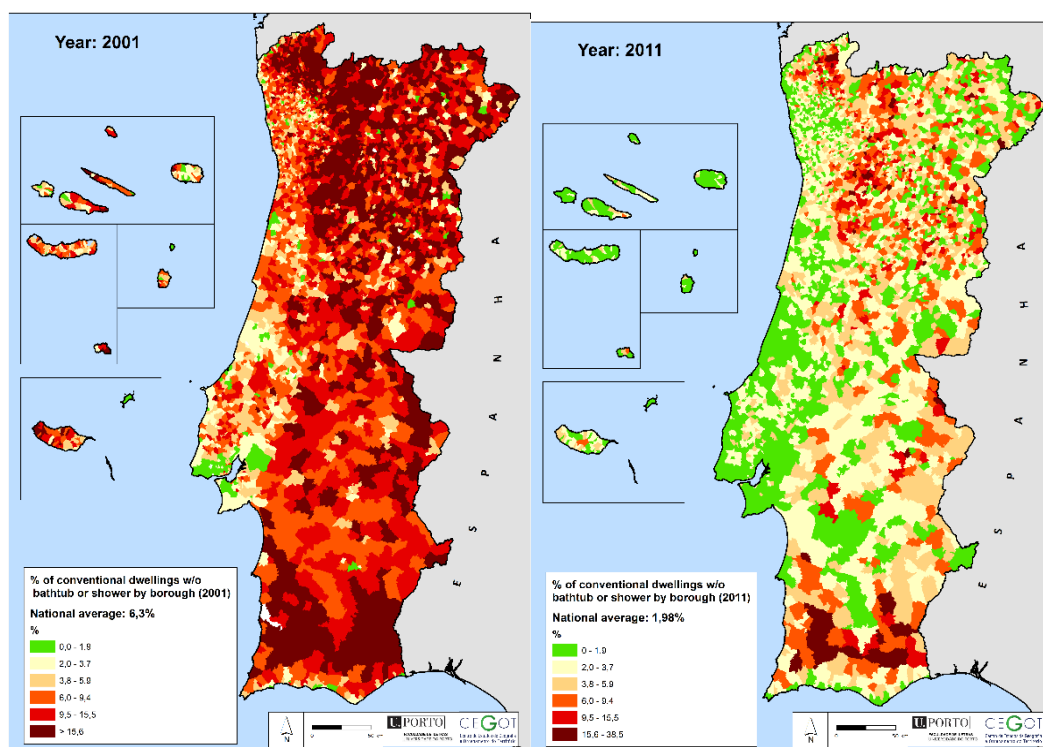 Year: 2001
E S P A N H A
% of conventional dwellings w/o
bathtub or shower by borough (2001)
National average: 6,3%
%
0,0 - 1,9
2,0 - 3,7
3,8 - 5,9
6,0 - 9,4
9,5 - 15,5
> 15,6
N
0
50
U.PORTO
CEGOT
Year: 2011
E S P A N H A
% of conventional dwellings w/o
bathtub or shower by borough (2011)
National average: 1,98%
%
0 - 1.9
2,0 - 3,7
3,8 - 5,9
6,0 - 9.4
9,5 - 15,5
15,6 - 38,5
N
0
50
U.PORTO
CEGOT